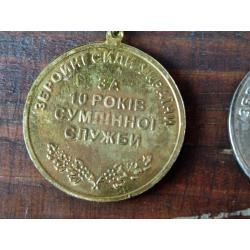 ЗБРОЙНІ СИЛИ УКРАЇНИ
ЗА
10 РОКІВ
СУМЛІННОЇ
СЛУЖБИ